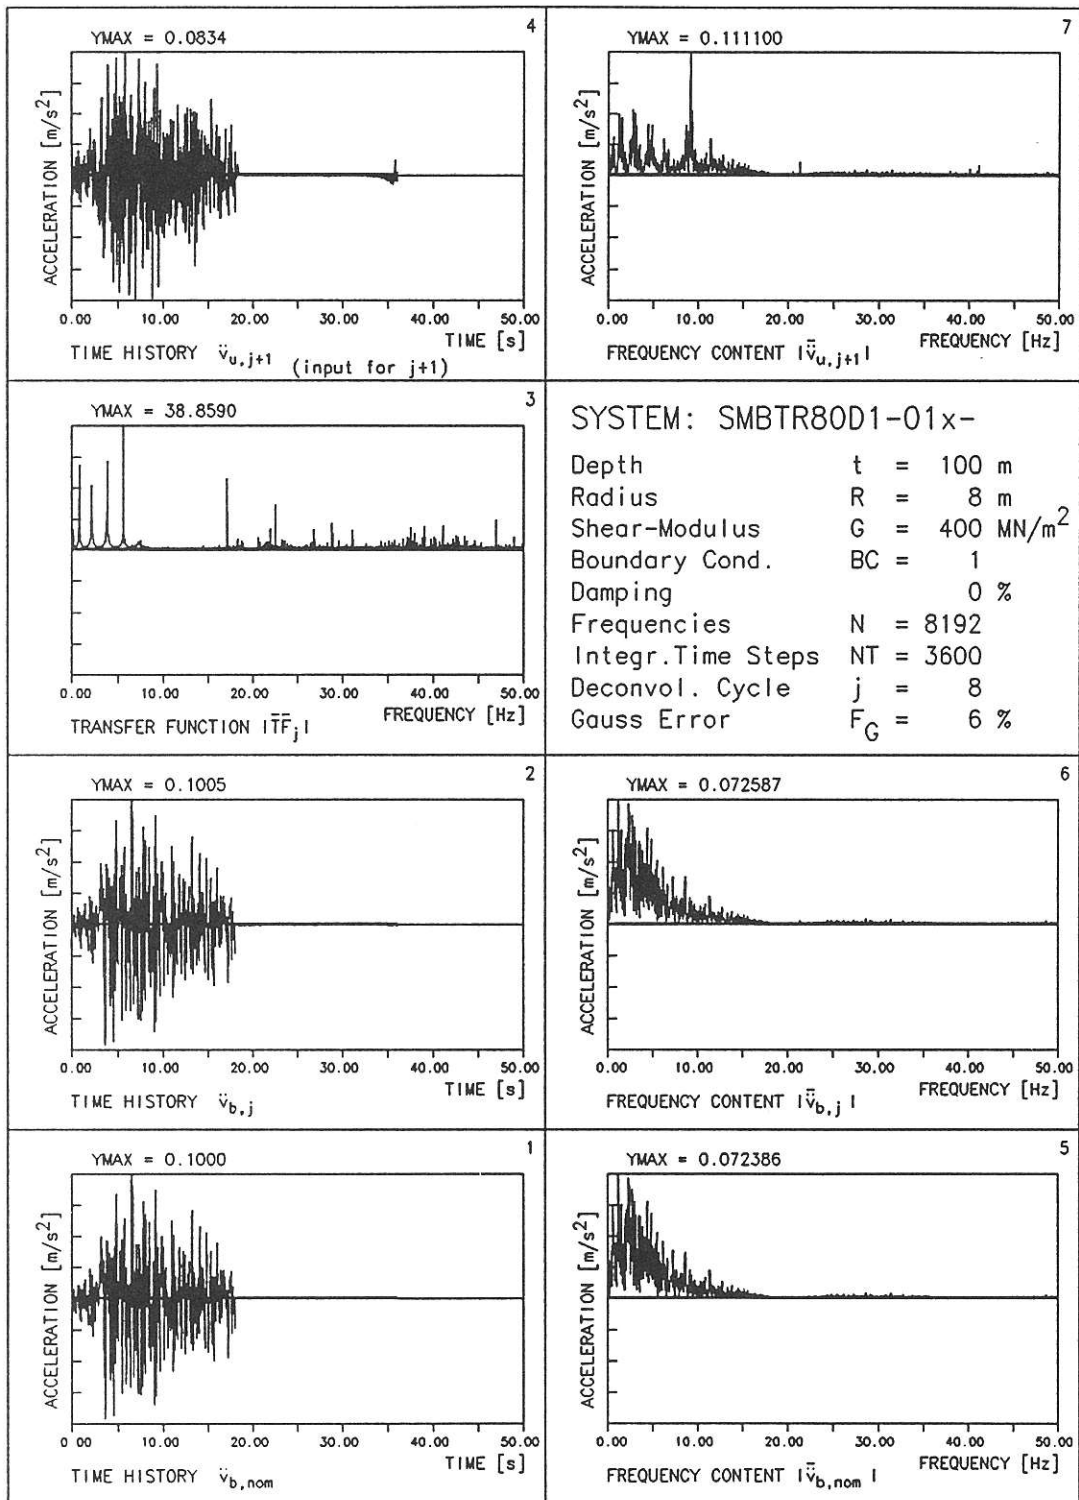 4
YMAX = 0.0834
ACCELERATION [m/s²]
0.00 10.00 20.00 30.00 40.00 50.00
TIME [s]
TIME HISTORY v̈u,j+1 (input for j+1)
7
YMAX = 0.111100
ACCELERATION [m/s²]
0.00 10.00 20.00 30.00 40.00 50.00
FREQUENCY [Hz]
FREQUENCY CONTENT |v̈u,j+1|
3
YMAX = 38.8590
0.00 10.00 20.00 30.00 40.00 50.00
FREQUENCY [Hz]
TRANSFER FUNCTION |TFj|
SYSTEM: SMBTR80D1-01x-
Depth t = 100 m
Radius R = 8 m
Shear-Modulus G = 400 MN/m²
Boundary Cond. BC = 1
Damping 0 %
Frequencies N = 8192
Integr.Time Steps NT = 3600
Deconvol. Cycle j = 8
Gauss Error FG = 6 %
2
YMAX = 0.1005
ACCELERATION [m/s²]
0.00 10.00 20.00 30.00 40.00 50.00
TIME [s]
TIME HISTORY v̈b,j
6
YMAX = 0.072587
ACCELERATION [m/s²]
0.00 10.00 20.00 30.00 40.00 50.00
FREQUENCY [Hz]
FREQUENCY CONTENT |v̈b,j|
1
YMAX = 0.1000
ACCELERATION [m/s²]
0.00 10.00 20.00 30.00 40.00 50.00
TIME [s]
TIME HISTORY v̈b,nom
5
YMAX = 0.072386
ACCELERATION [m/s²]
0.00 10.00 20.00 30.00 40.00 50.00
FREQUENCY [Hz]
FREQUENCY CONTENT |v̈b,nom|